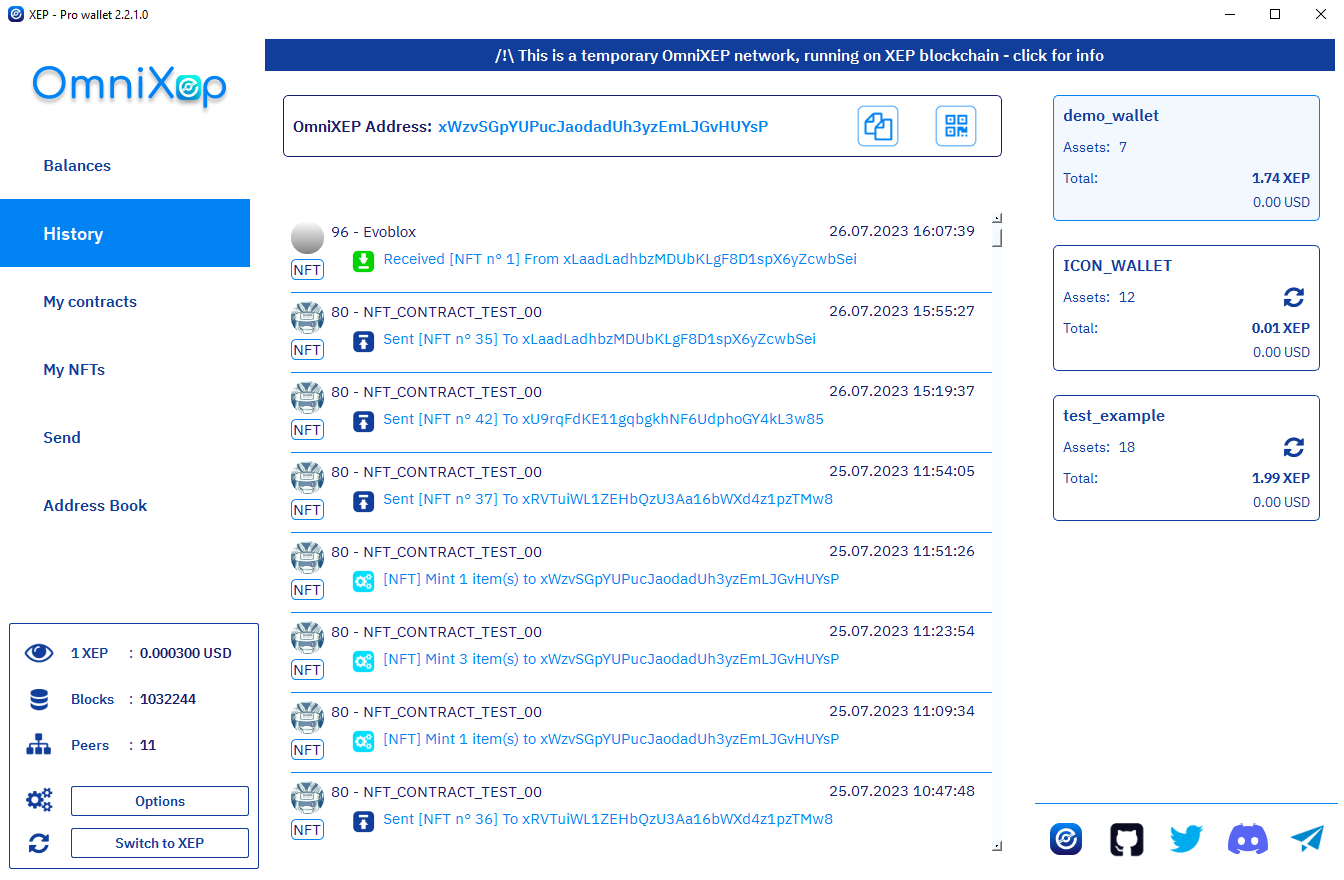 XEP - Pro wallet 2.2.1.0
OmniXep
/!\ This is a temporary OmniXEP network, running on XEP blockchain - click for info
OmniXEP Address: xWzvSGpYUPucJaodadUh3yzEmLJGvHUYsP
Balances
History
My contracts
My NFTs
Send
Address Book
1 XEP : 0.000300 USD
Blocks : 1032244
Peers : 11
Options
Switch to XEP
96 - Evoblox 26.07.2023 16:07:39
NFT Received [NFT n° 1] From xLaadLadhbzMDUbKLgF8D1spX6yZcwbSei
80 - NFT_CONTRACT_TEST_00 26.07.2023 15:55:27
NFT Sent [NFT n° 35] To xLaadLadhbzMDUbKLgF8D1spX6yZcwbSei
80 - NFT_CONTRACT_TEST_00 26.07.2023 15:19:37
NFT Sent [NFT n° 42] To xU9rqFdKE11gqbgkhNF6UdphoGY4kL3w85
80 - NFT_CONTRACT_TEST_00 25.07.2023 11:54:05
NFT Sent [NFT n° 37] To xRVTuiWL1ZEHbQzU3Aa16bWXd4z1pzTMw8
80 - NFT_CONTRACT_TEST_00 25.07.2023 11:51:26
NFT [NFT] Mint 1 item(s) to xWzvSGpYUPucJaodadUh3yzEmLJGvHUYsP
80 - NFT_CONTRACT_TEST_00 25.07.2023 11:23:54
NFT [NFT] Mint 3 item(s) to xWzvSGpYUPucJaodadUh3yzEmLJGvHUYsP
80 - NFT_CONTRACT_TEST_00 25.07.2023 11:09:34
NFT [NFT] Mint 1 item(s) to xWzvSGpYUPucJaodadUh3yzEmLJGvHUYsP
80 - NFT_CONTRACT_TEST_00 25.07.2023 10:47:48
NFT Sent [NFT n° 36] To xRVTuiWL1ZEHbQzU3Aa16bWXd4z1pzTMw8
demo_wallet
Assets: 7
Total: 1.74 XEP
0.00 USD
ICON_WALLET
Assets: 12
Total: 0.01 XEP
0.00 USD
test_example
Assets: 18
Total: 1.99 XEP
0.00 USD